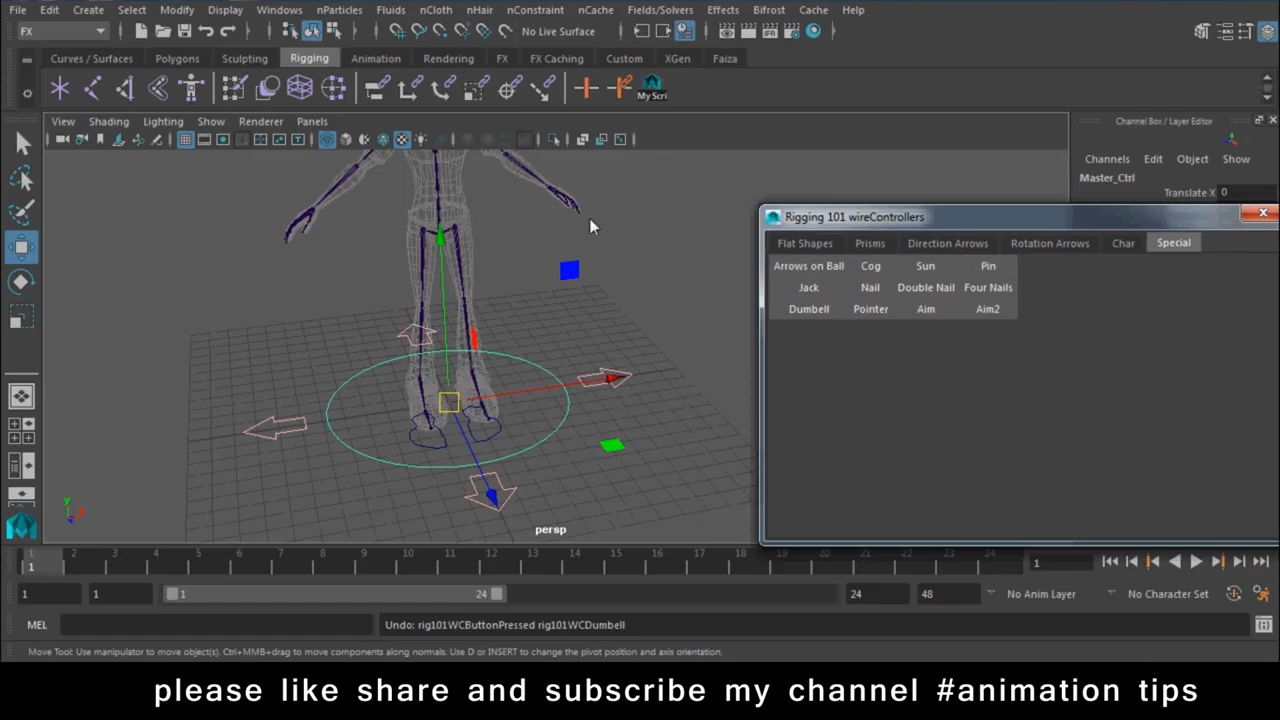 File Edit Create Select Modify Display Windows nParticles Fluids nCloth nHair nConstraint nCache Fields/Solvers Effects Bifrost Cache Help
FX No Live Surface
Curves / Surfaces Polygons Sculpting Rigging Animation Rendering FX FX Caching Custom XGen Faiza
My Scri
View Shading Lighting Show Renderer Panels
Channel Box / Layer Editor
Channels Edit Object Show
Master_Ctrl
Translate X 0
Rigging 101 wireControllers
Flat Shapes Prisms Direction Arrows Rotation Arrows Char Special
Arrows on Ball Cog Sun Pin
Jack Nail Double Nail Four Nails
Dumbell Pointer Aim Aim2
y
x
z
persp
1 2 3 4 5 6 7 8 9 10 11 12 13 14 15 16 17 18 19 20 21 22 23 24
1 1
1 1 1 24 24 48 No Anim Layer No Character Set
MEL Undo: rig101WCButtonPressed rig101WCDumbell
Move Tool: Use manipulator to move object(s). Ctrl+MMB+drag to move components along normals. Use D or INSERT to change the pivot position and axis orientation.
please like share and subscribe my channel #animation tips